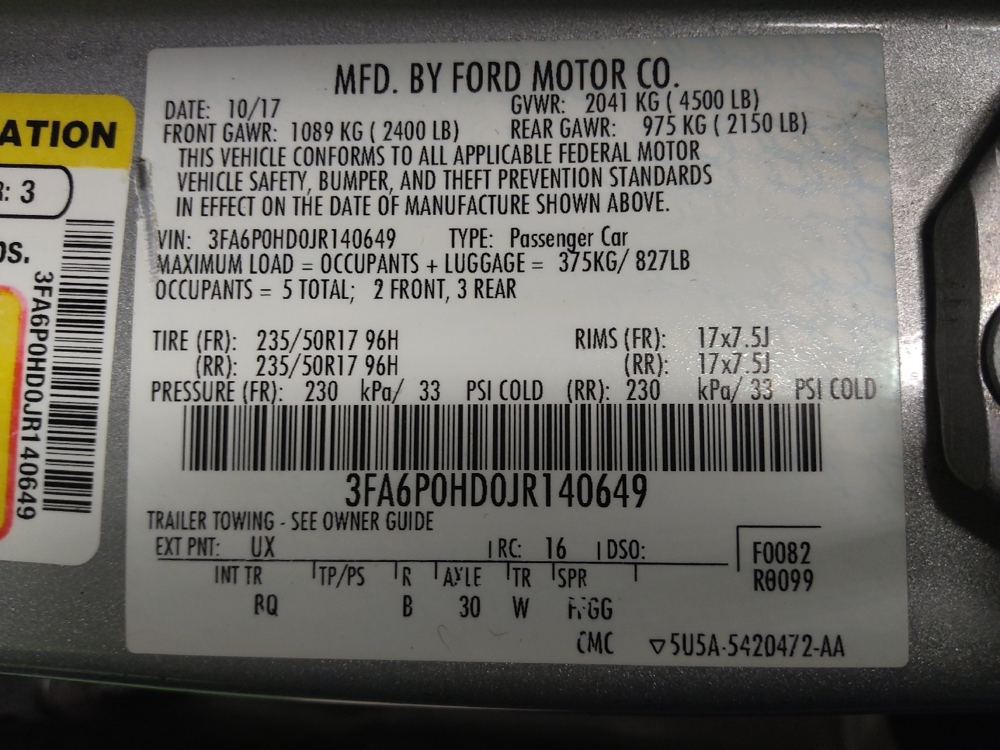 MFD. BY FORD MOTOR CO.
DATE: 10/17 GVWR: 2041 KG ( 4500 LB)
FRONT GAWR: 1089 KG ( 2400 LB) REAR GAWR: 975 KG ( 2150 LB)
THIS VEHICLE CONFORMS TO ALL APPLICABLE FEDERAL MOTOR
VEHICLE SAFETY, BUMPER, AND THEFT PREVENTION STANDARDS
IN EFFECT ON THE DATE OF MANUFACTURE SHOWN ABOVE.
VIN: 3FA6P0HD0JR140649 TYPE: Passenger Car
MAXIMUM LOAD = OCCUPANTS + LUGGAGE = 375KG/ 827LB
OCCUPANTS = 5 TOTAL; 2 FRONT, 3 REAR
TIRE (FR): 235/50R17 96H RIMS (FR): 17x7.5J
(RR): 235/50R17 96H (RR): 17x7.5J
PRESSURE (FR): 230 kPa/ 33 PSI COLD (RR): 230 kPa/ 33 PSI COLD
3FA6P0HD0JR140649
TRAILER TOWING - SEE OWNER GUIDE
EXT PNT: UX RC: 16 DSO: F0082
INT TR TP/PS R AXLE TR SPR R0099
BQ B 30 W
CMC ▽5U5A-5420472-AA
ATION
R: 3
3FA6P0HD0JR140649